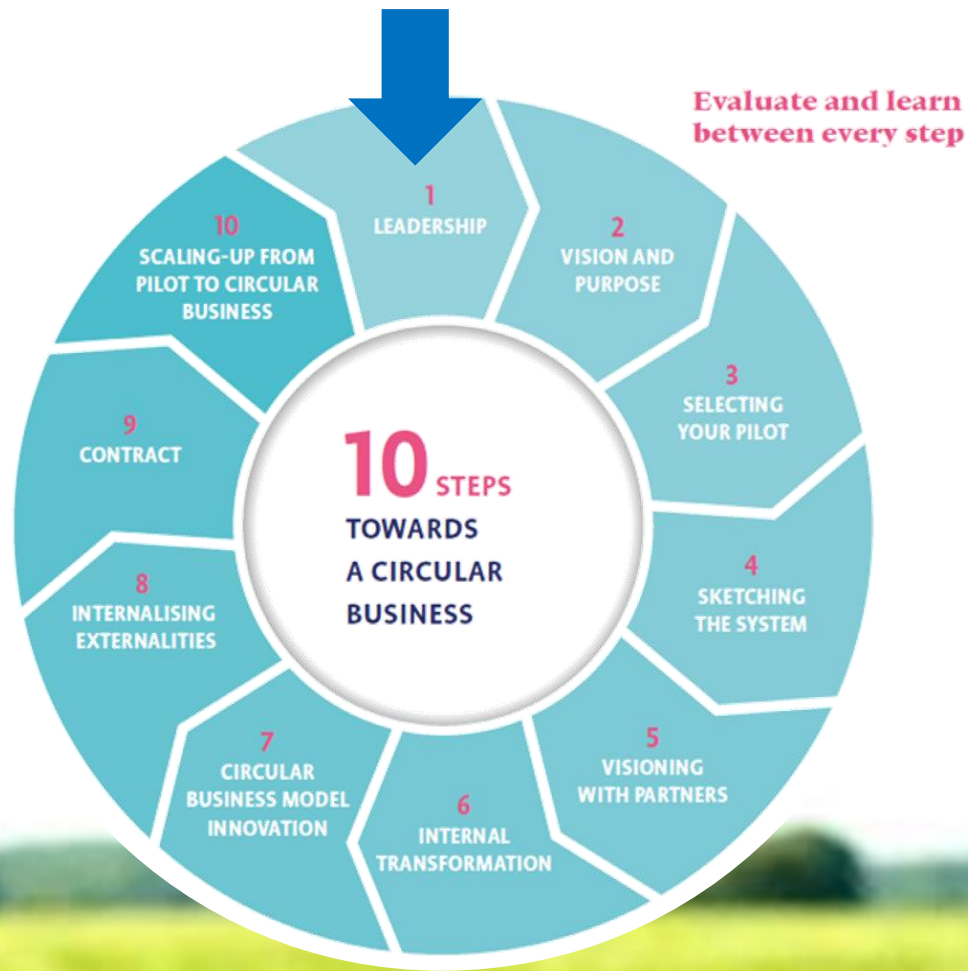 Evaluate and learn
between every step
1
LEADERSHIP
2
VISION AND
PURPOSE
3
SELECTING
YOUR PILOT
4
SKETCHING
THE SYSTEM
5
VISIONING
WITH PARTNERS
6
INTERNAL
TRANSFORMATION
7
CIRCULAR
BUSINESS MODEL
INNOVATION
8
INTERNALISING
EXTERNALITIES
9
CONTRACT
10
SCALING-UP FROM
PILOT TO CIRCULAR
BUSINESS
10 STEPS
TOWARDS
A CIRCULAR
BUSINESS